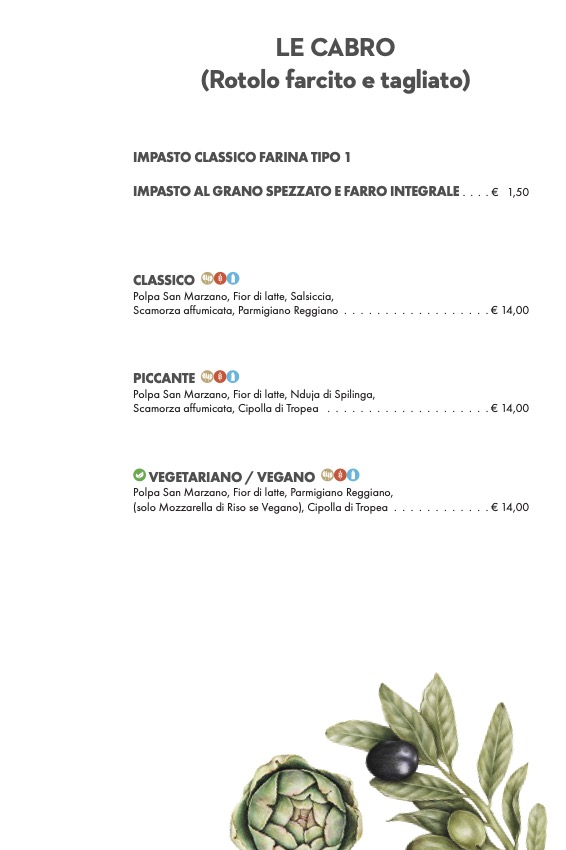 LE CABRO
(Rotolo farcito e tagliato)
IMPASTO CLASSICO FARINA TIPO 1
IMPASTO AL GRANO SPEZZATO E FARRO INTEGRALE . . . . € 1,50
CLASSICO
Polpa San Marzano, Fior di latte, Salsiccia,
Scamorza affumicata, Parmigiano Reggiano . . . . . . . . . . . . . . . . . . € 14,00
PICCANTE
Polpa San Marzano, Fior di latte, Nduja di Spilinga,
Scamorza affumicata, Cipolla di Tropea . . . . . . . . . . . . . . . . . . . . € 14,00
VEGETARIANO / VEGANO
Polpa San Marzano, Fior di latte, Parmigiano Reggiano,
(solo Mozzarella di Riso se Vegano), Cipolla di Tropea . . . . . . . . . . . . € 14,00